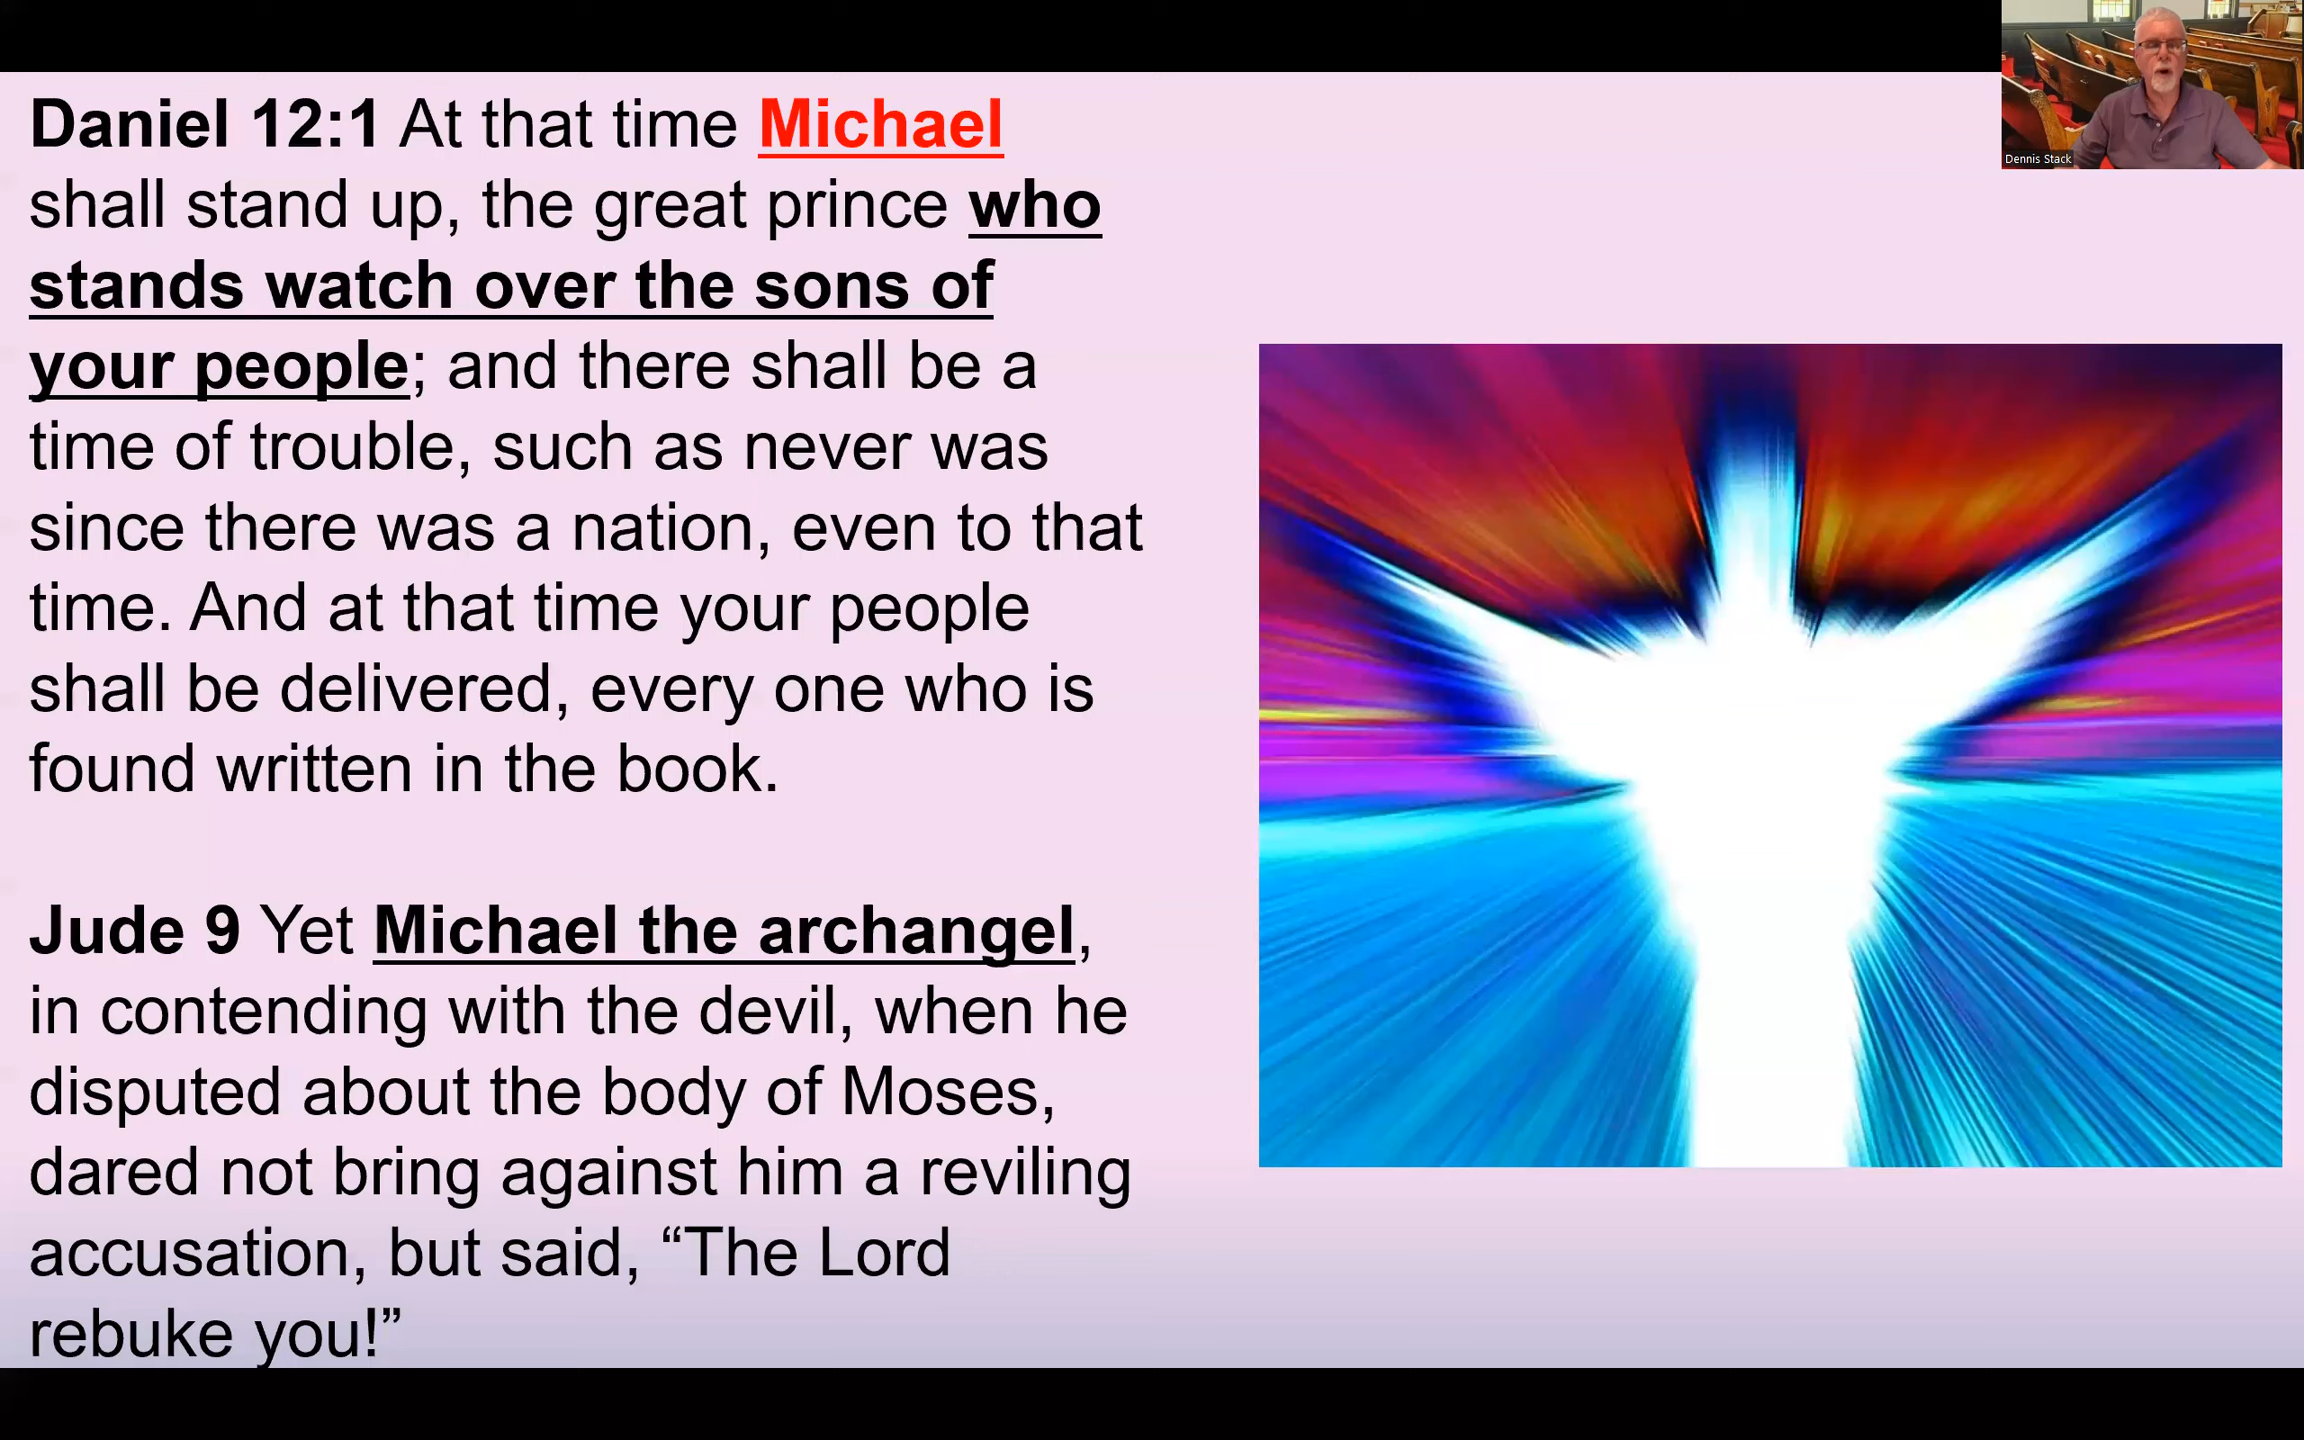 Daniel 12:1 At that time Michael
shall stand up, the great prince who
stands watch over the sons of
your people; and there shall be a
time of trouble, such as never was
since there was a nation, even to that
time. And at that time your people
shall be delivered, every one who is
found written in the book.
Jude 9 Yet Michael the archangel,
in contending with the devil, when he
disputed about the body of Moses,
dared not bring against him a reviling
accusation, but said, “The Lord
rebuke you!”
Dennis Stack